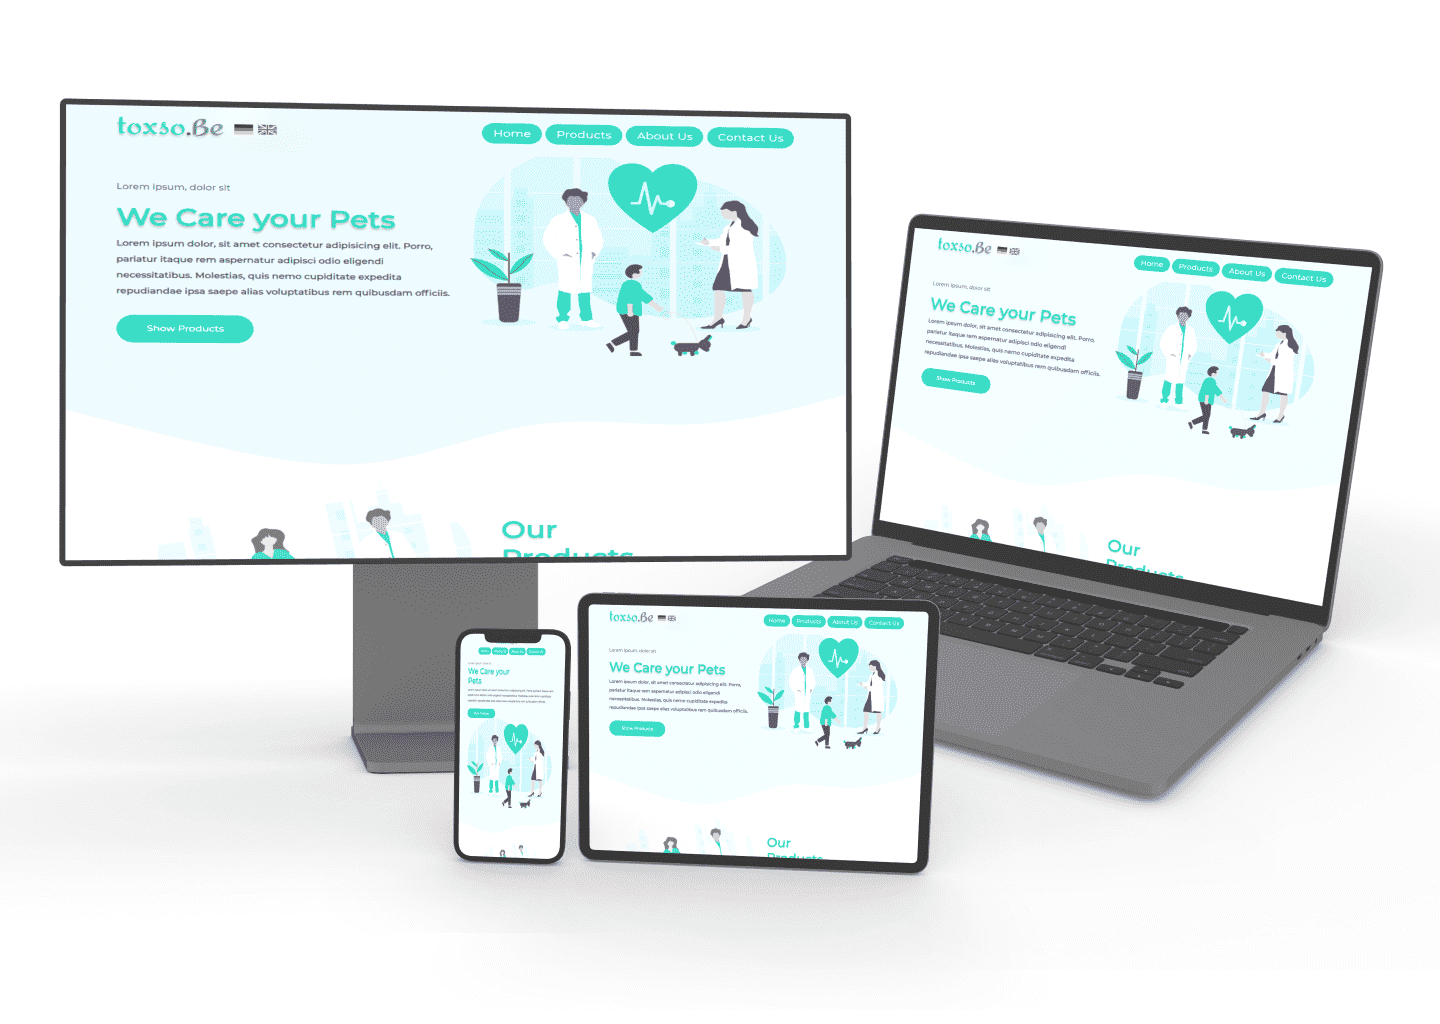 toxso.Be
Home Products About Us Contact Us
Lorem ipsum, dolor sit
We Care your Pets
Lorem ipsum dolor, sit amet consectetur adipisicing elit. Porro,
pariatur itaque rem aspernatur adipisci odio eligendi
necessitatibus. Molestias, quis nemo cupiditate expedita
repudiandae ipsa saepe alias voluptatibus rem quibusdam officiis.
Show Products
Our
Products
toxso.Be
Home Products About Us Contact Us
Lorem ipsum, dolor sit
We Care your Pets
Lorem ipsum dolor, sit amet consectetur adipisicing elit. Porro,
pariatur itaque rem aspernatur adipisci odio eligendi
necessitatibus. Molestias, quis nemo cupiditate expedita
repudiandae ipsa saepe alias voluptatibus rem quibusdam officiis.
Show Products
Our
Products
We Care your
Pets
toxso.Be
Home Products About Us Contact Us
Lorem ipsum, dolor sit
We Care your Pets
Lorem ipsum dolor, sit amet consectetur adipisicing elit. Porro,
pariatur itaque rem aspernatur adipisci odio eligendi
necessitatibus. Molestias, quis nemo cupiditate expedita
repudiandae ipsa saepe alias voluptatibus rem quibusdam officiis.
Show Products
Our
Products